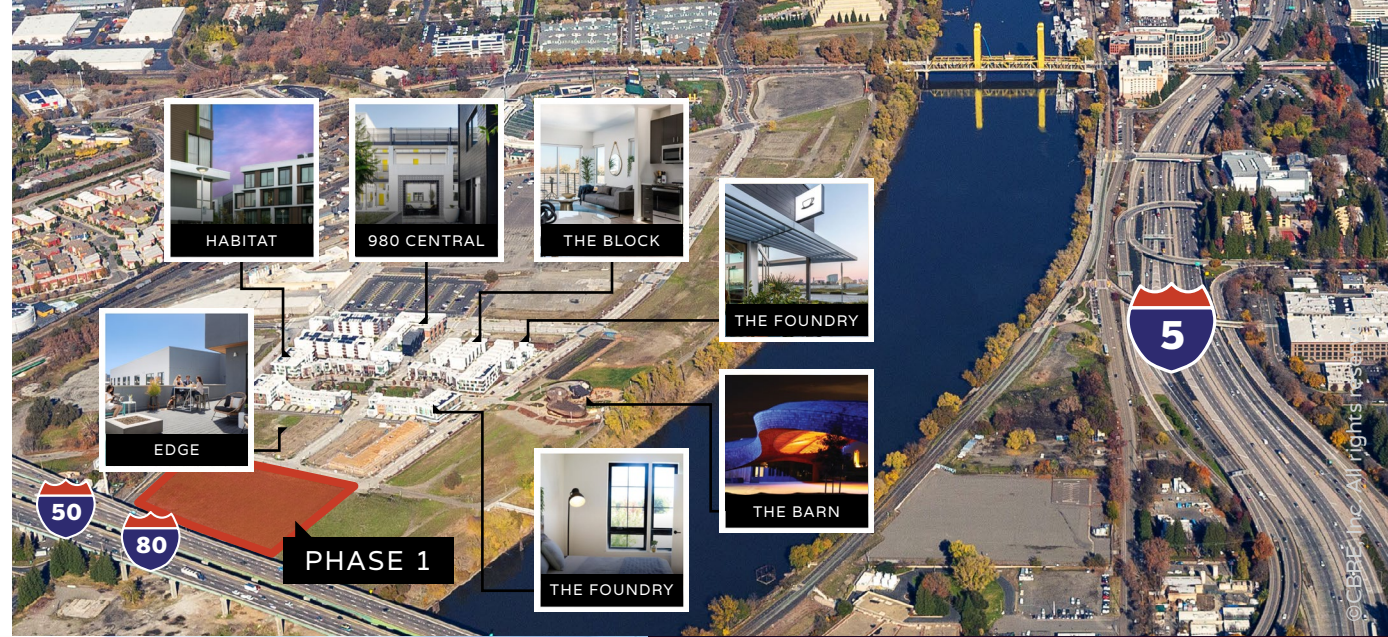 HABITAT
980 CENTRAL
THE BLOCK
THE FOUNDRY
5
EDGE
THE BARN
50
80
PHASE 1
THE FOUNDRY
©CBRE Inc. All rights